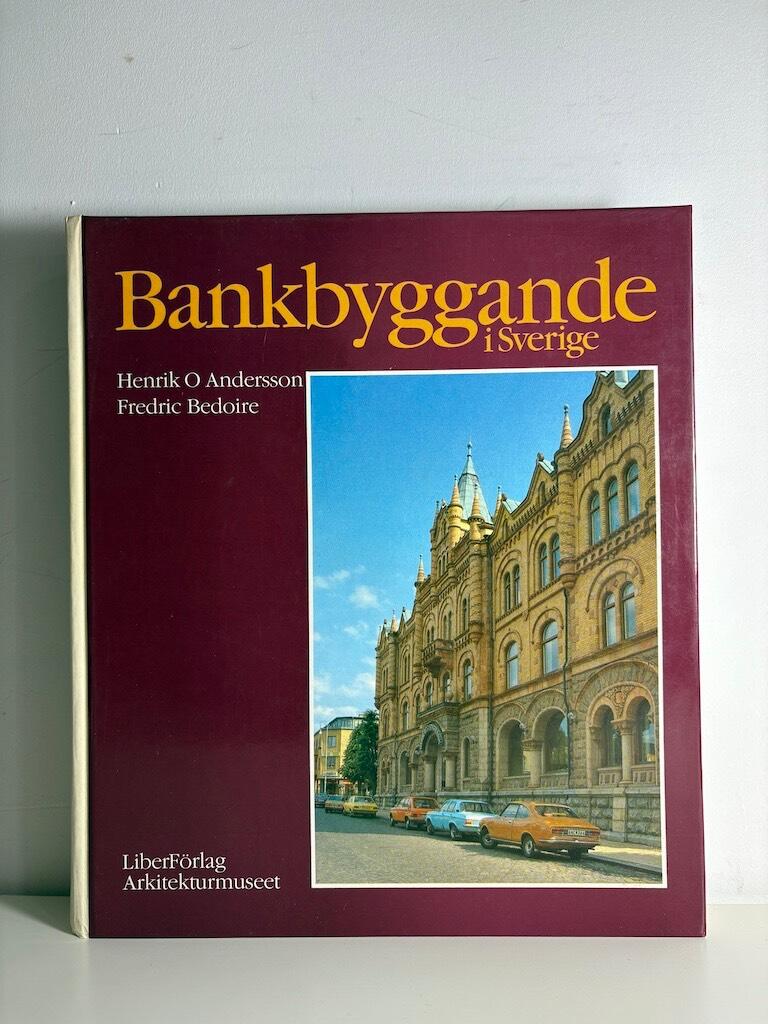 Bankbyggande
i Sverige
Henrik O Andersson
Fredric Bedoire
LiberFörlag
Arkitekturmuseet